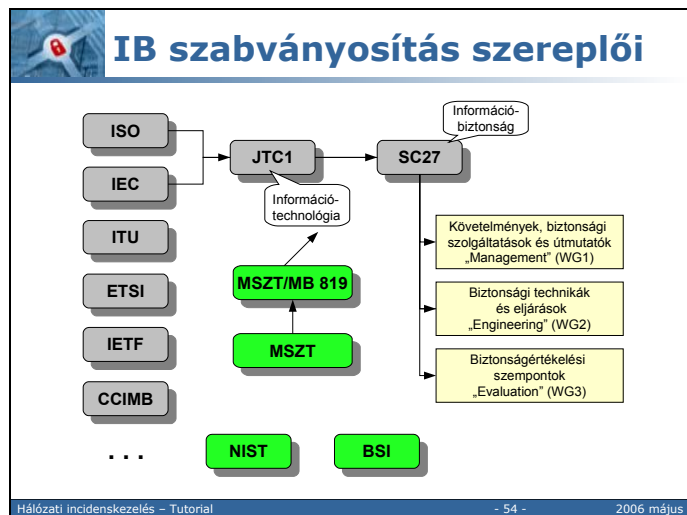 IB szabványosítás szereplői
ISO
IEC
ITU
ETSI
IETF
CCIMB
. . .
JTC1
Információ-
technológia
SC27
Információ-
biztonság
MSZT/MB 819
MSZT
NIST
BSI
Követelmények, biztonsági
szolgáltatások és útmutatók
„Management” (WG1)
Biztonsági technikák
és eljárások
„Engineering” (WG2)
Biztonságértékelési
szempontok
„Evaluation” (WG3)
Hálózati incidenskezelés – Tutorial
- 54 -
2006 május